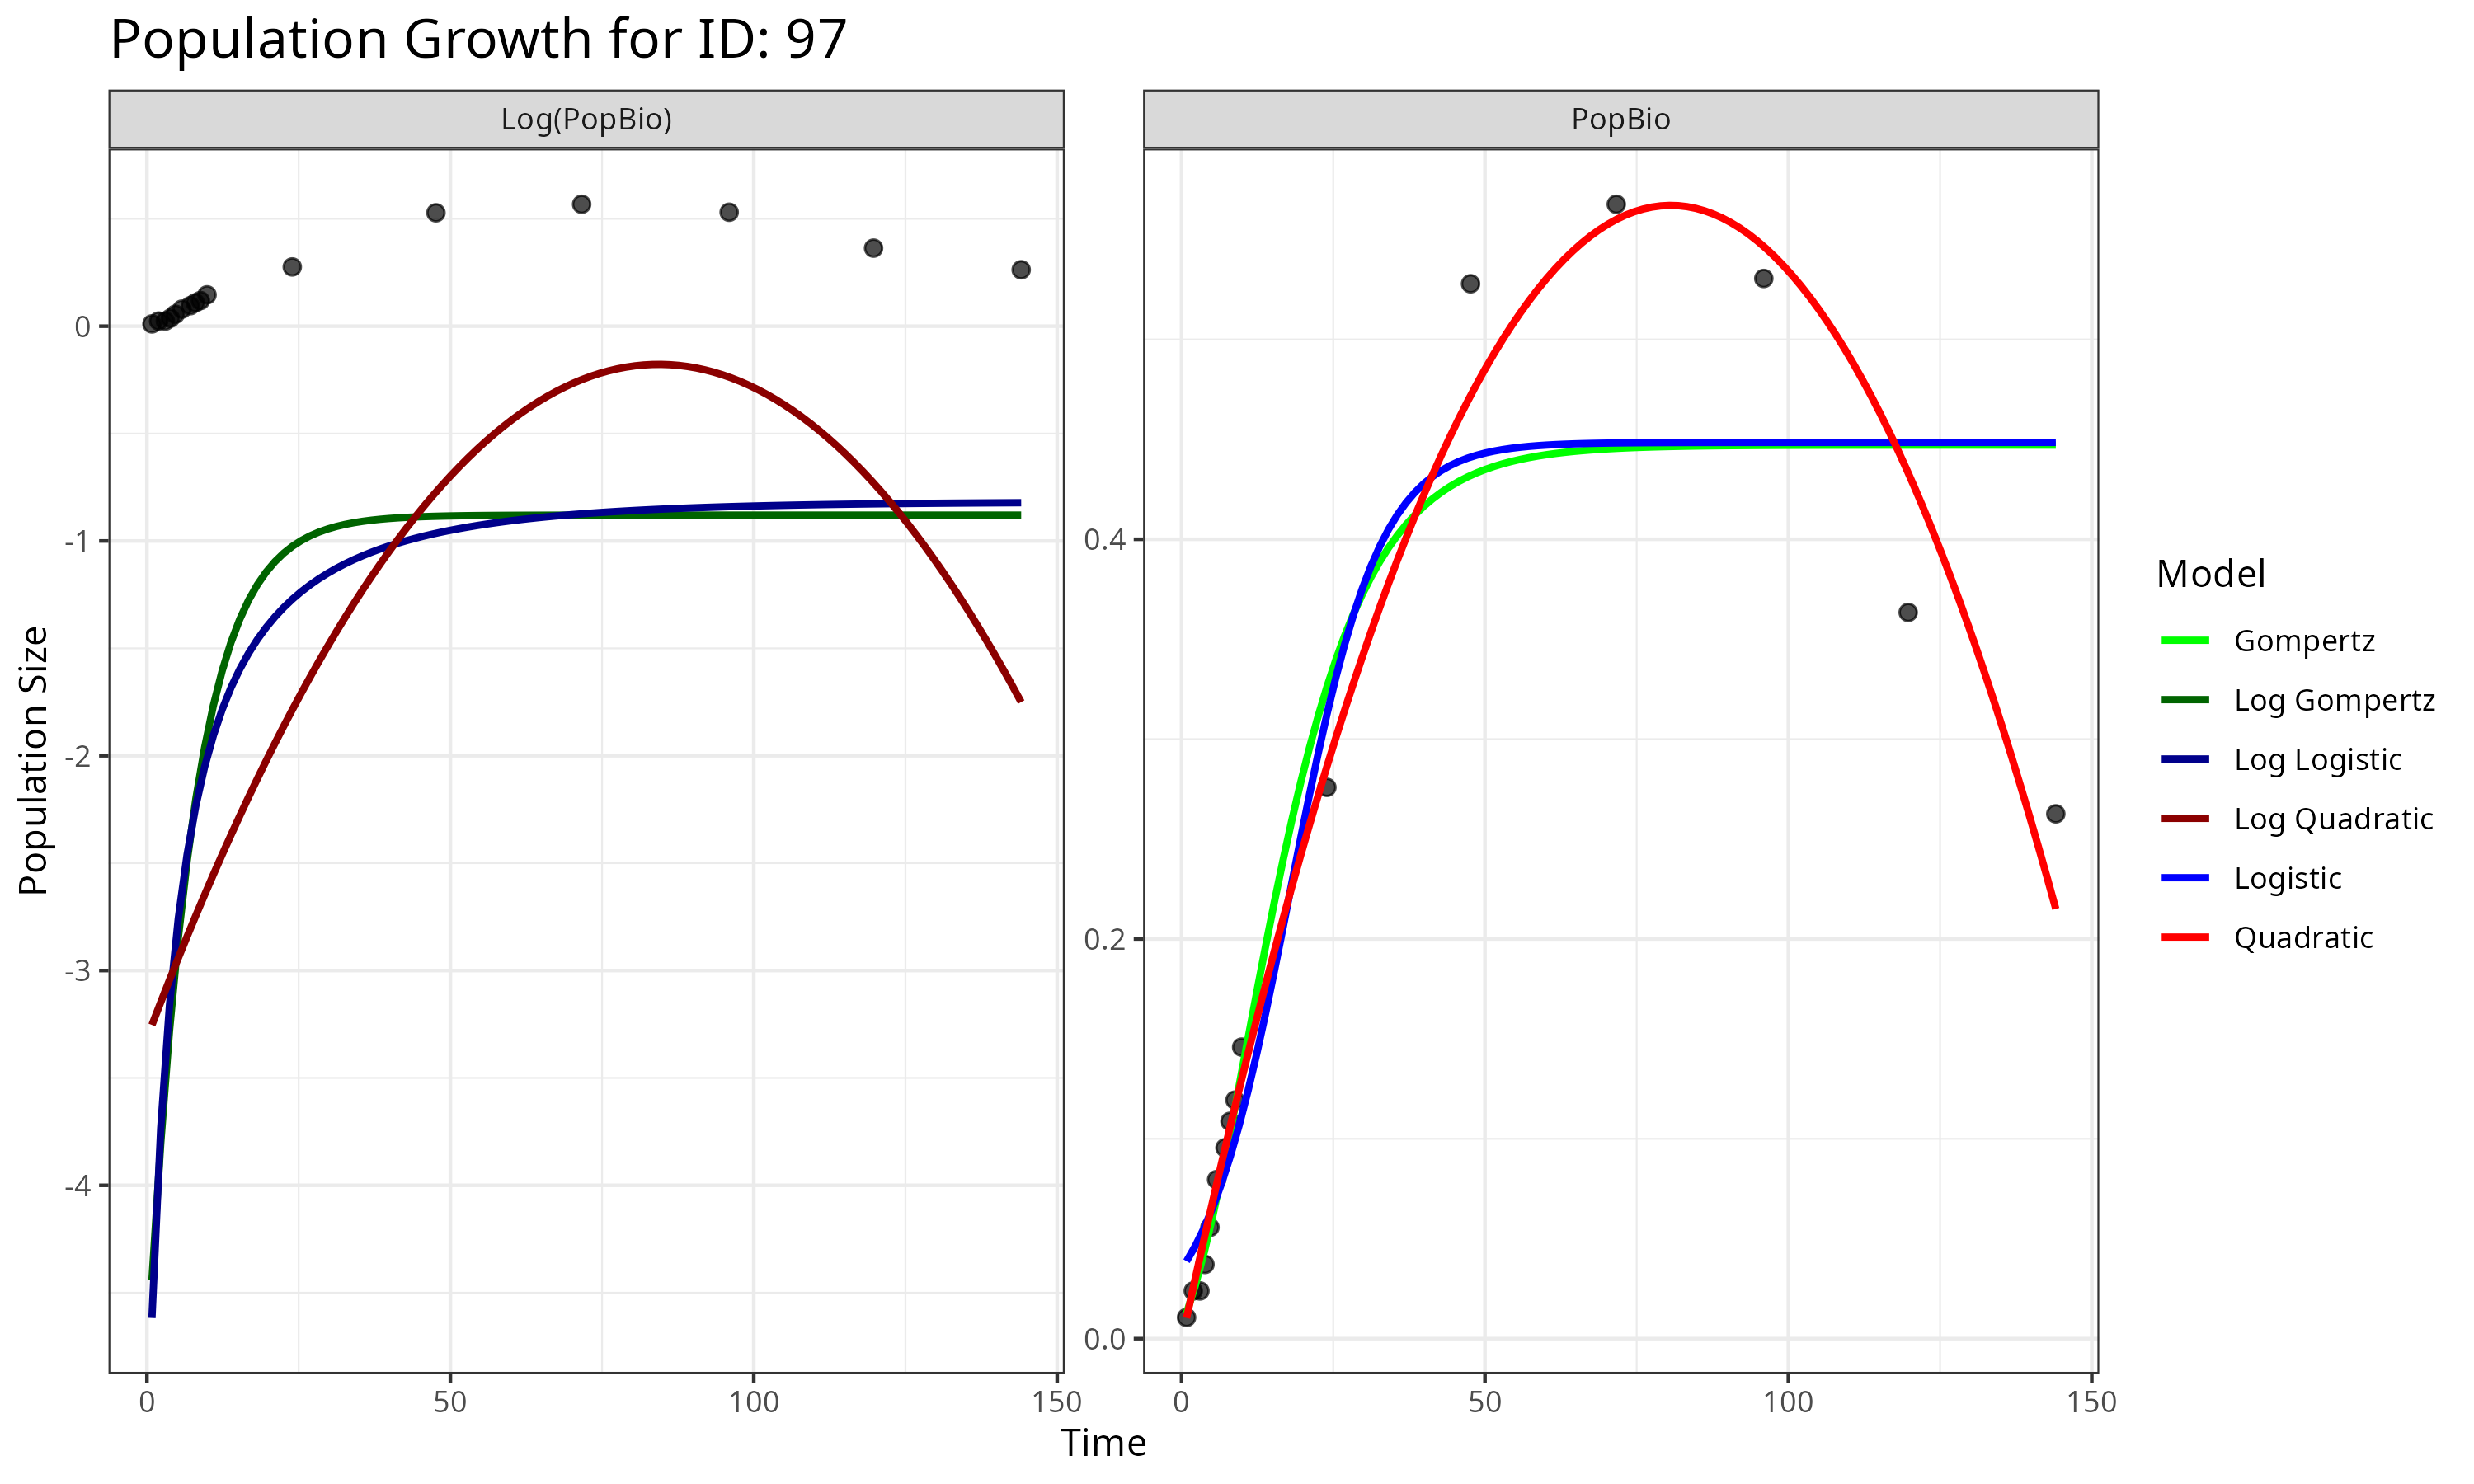 Population Growth for ID: 97
Log(PopBio)
PopBio
Population Size
0
-1
-2
-3
-4
0.4
0.2
0.0
0
50
100
150
0
50
100
150
Time
Model
Gompertz
Log Gompertz
Log Logistic
Log Quadratic
Logistic
Quadratic